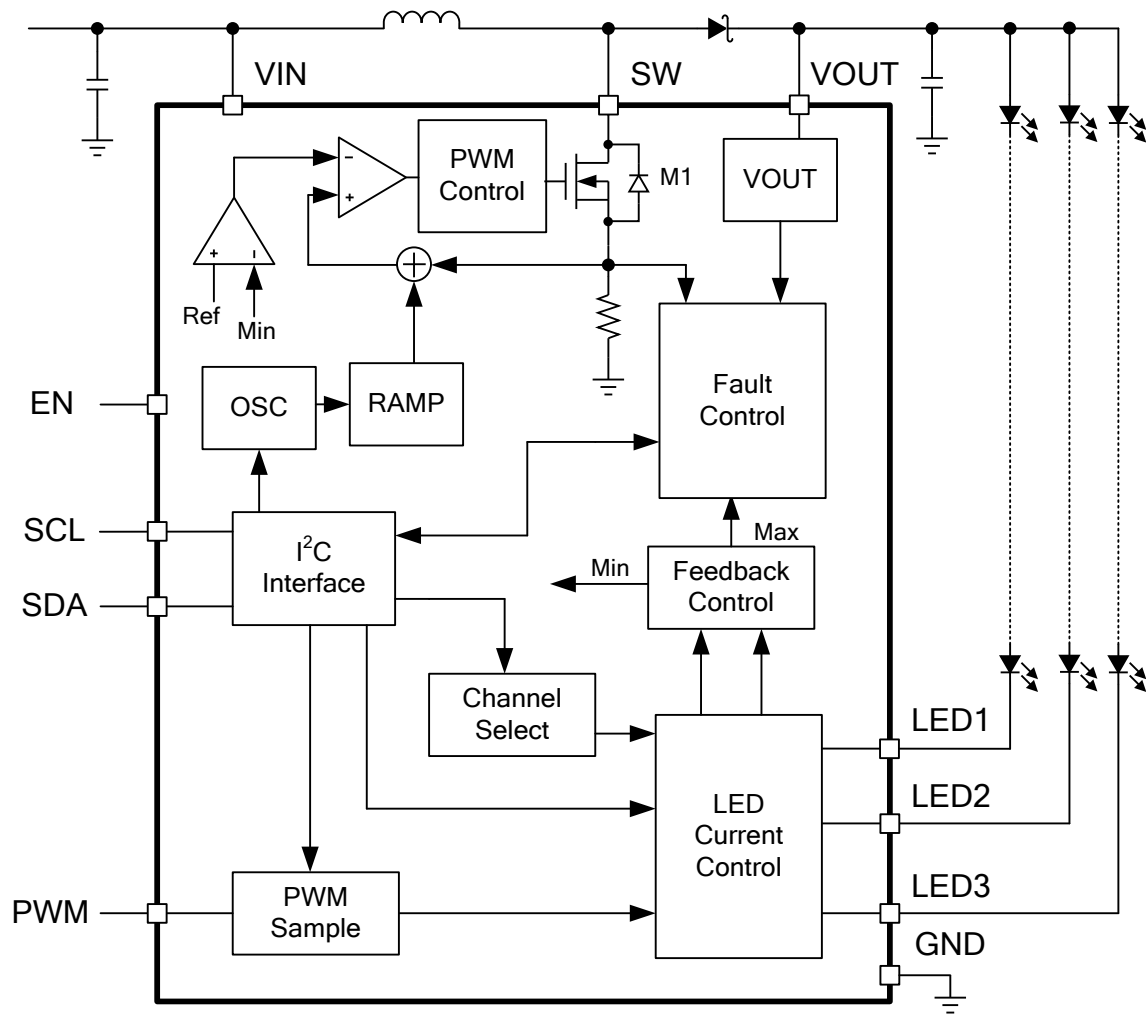 VIN
SW
VOUT
PWM
Control
M1
VOUT
-
+
+
-
Ref
Min
+
EN
OSC
RAMP
Fault
Control
SCL
I²C
Interface
SDA
Max
Min
Feedback
Control
Channel
Select
LED1
LED
Current
Control
LED2
PWM
PWM
Sample
LED3
GND